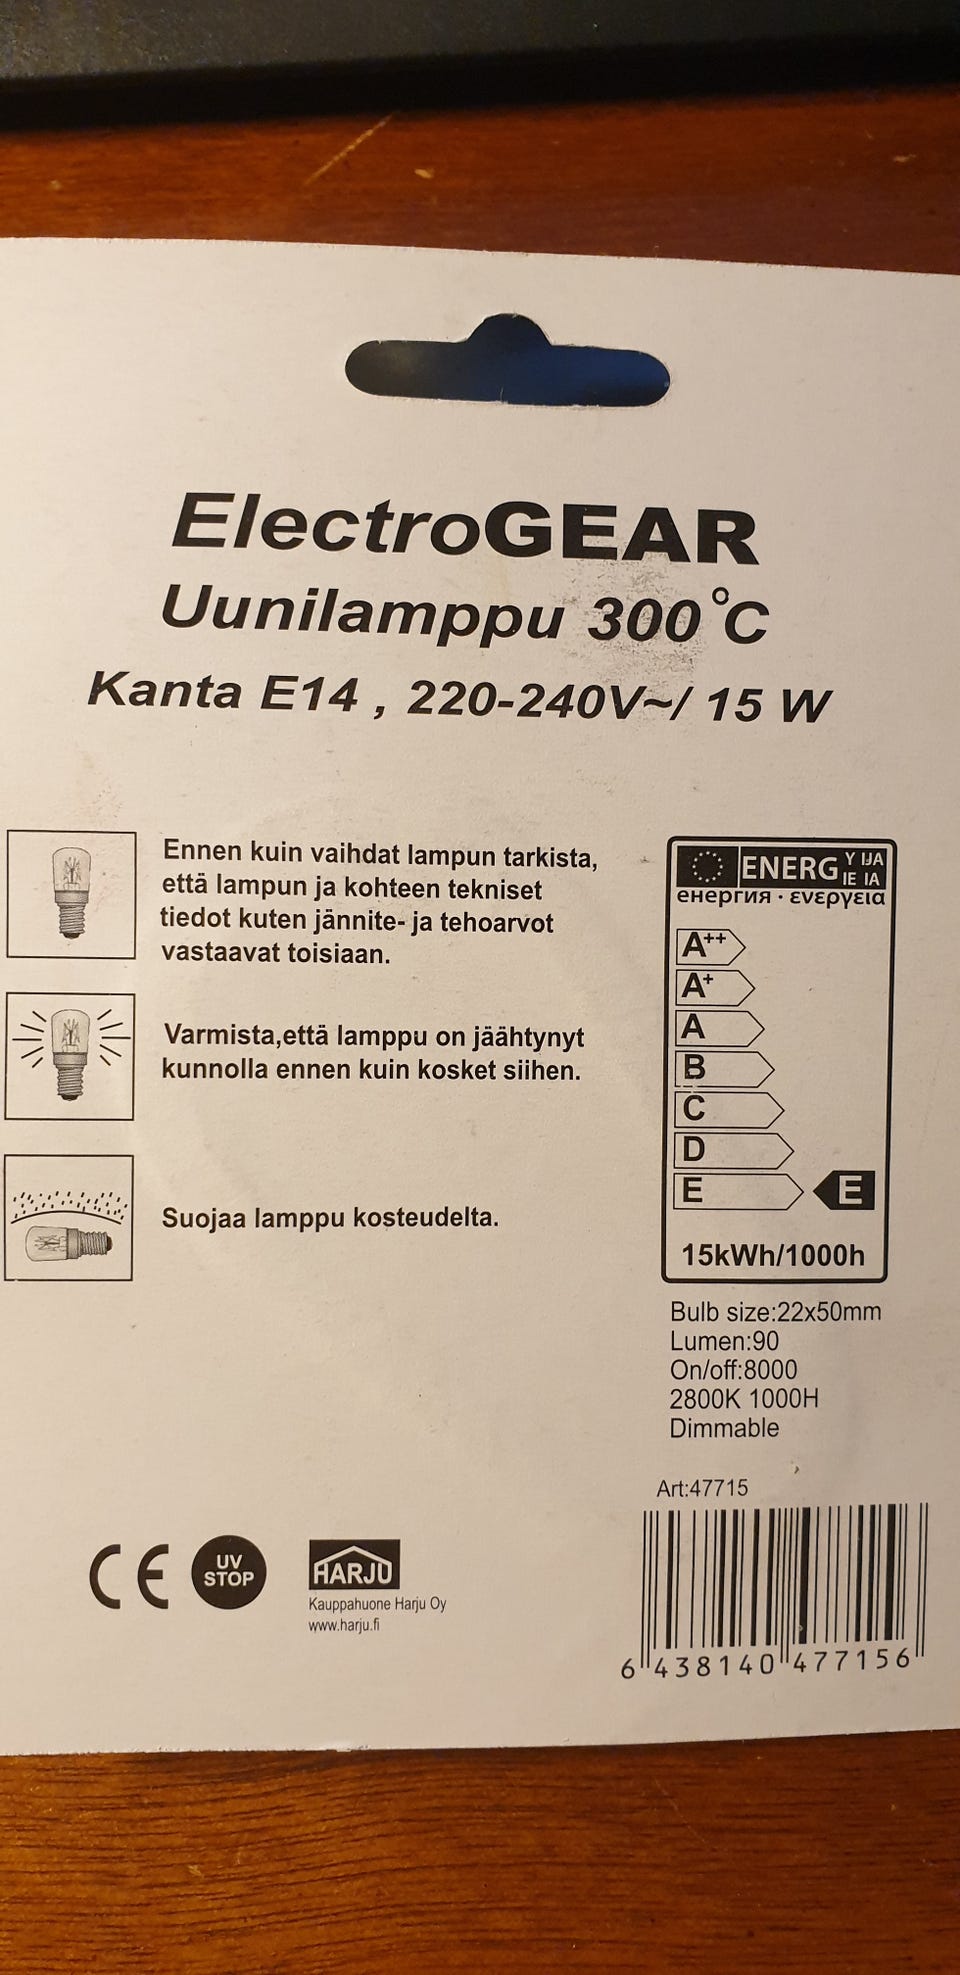 ElectroGEAR
Uunilamppu 300°C
Kanta E14 , 220-240V~/ 15 W
Ennen kuin vaihdat lampun tarkista,
että lampun ja kohteen tekniset
tiedot kuten jännite- ja tehoarvot
vastaavat toisiaan.
Varmista,että lamppu on jäähtynyt
kunnolla ennen kuin kosket siihen.
Suojaa lamppu kosteudelta.
ENERG Y IJA
IE IA
енергия · ενεργεια
A++
A+
A
B
C
D
E
E
15kWh/1000h
Bulb size:22x50mm
Lumen:90
On/off:8000
2800K 1000H
Dimmable
Art:47715
6 438140 477156
CE
UV
STOP
HARJU
Kauppahuone Harju Oy
www.harju.fi